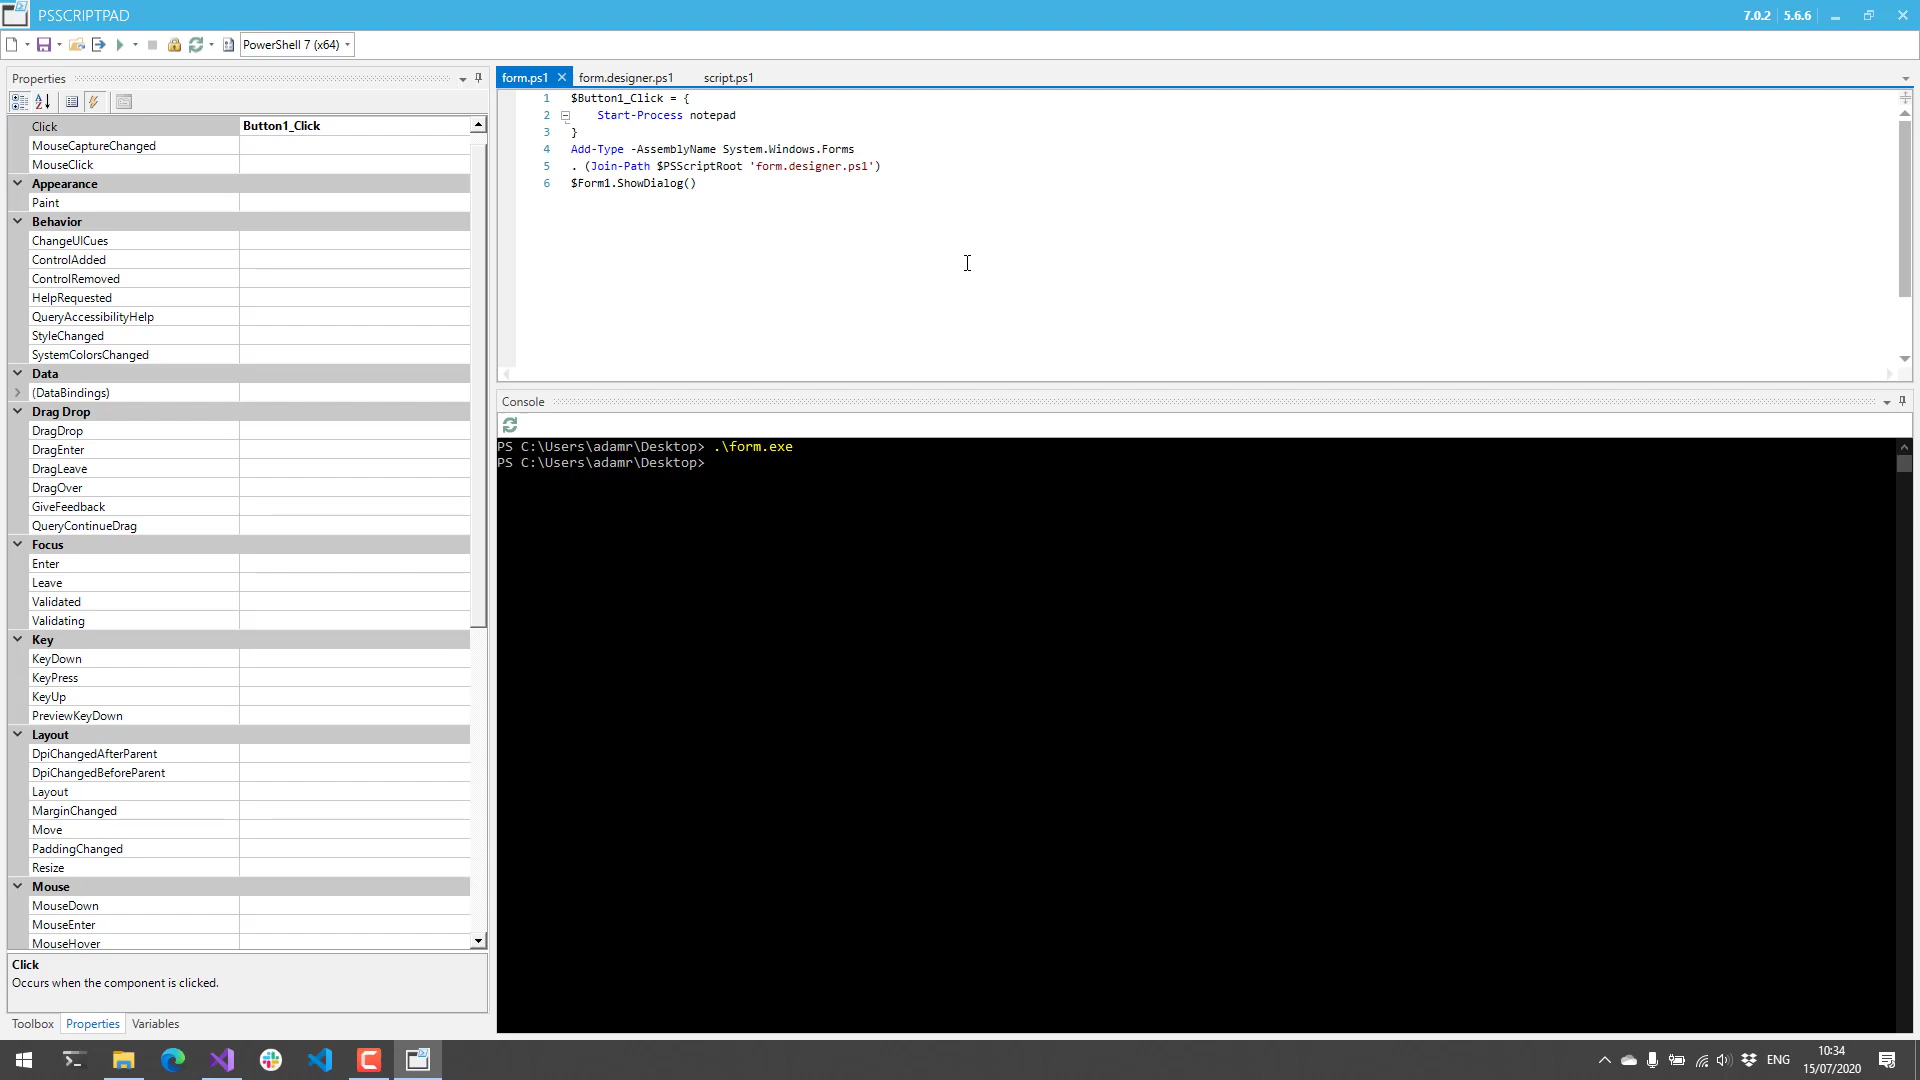 PSSCRIPTPAD
7.0.2 5.6.6
PowerShell 7 (x64)
Properties
Click Button1_Click
MouseCaptureChanged
MouseClick
Appearance
Paint
Behavior
ChangeUICues
ControlAdded
ControlRemoved
HelpRequested
QueryAccessibilityHelp
StyleChanged
SystemColorsChanged
Data
(DataBindings)
Drag Drop
DragDrop
DragEnter
DragLeave
DragOver
GiveFeedback
QueryContinueDrag
Focus
Enter
Leave
Validated
Validating
Key
KeyDown
KeyPress
KeyUp
PreviewKeyDown
Layout
DpiChangedAfterParent
DpiChangedBeforeParent
Layout
MarginChanged
Move
PaddingChanged
Resize
Mouse
MouseDown
MouseEnter
MouseHover
Click
Occurs when the component is clicked.
Toolbox Properties Variables
form.ps1 form.designer.ps1 script.ps1
1 $Button1_Click = {
2 Start-Process notepad
3 }
4 Add-Type -AssemblyName System.Windows.Forms
5 . (Join-Path $PSScriptRoot 'form.designer.ps1')
6 $Form1.ShowDialog()
Console
PS C:\Users\adamr\Desktop> .\form.exe
PS C:\Users\adamr\Desktop>
ENG
10:34
15/07/2020